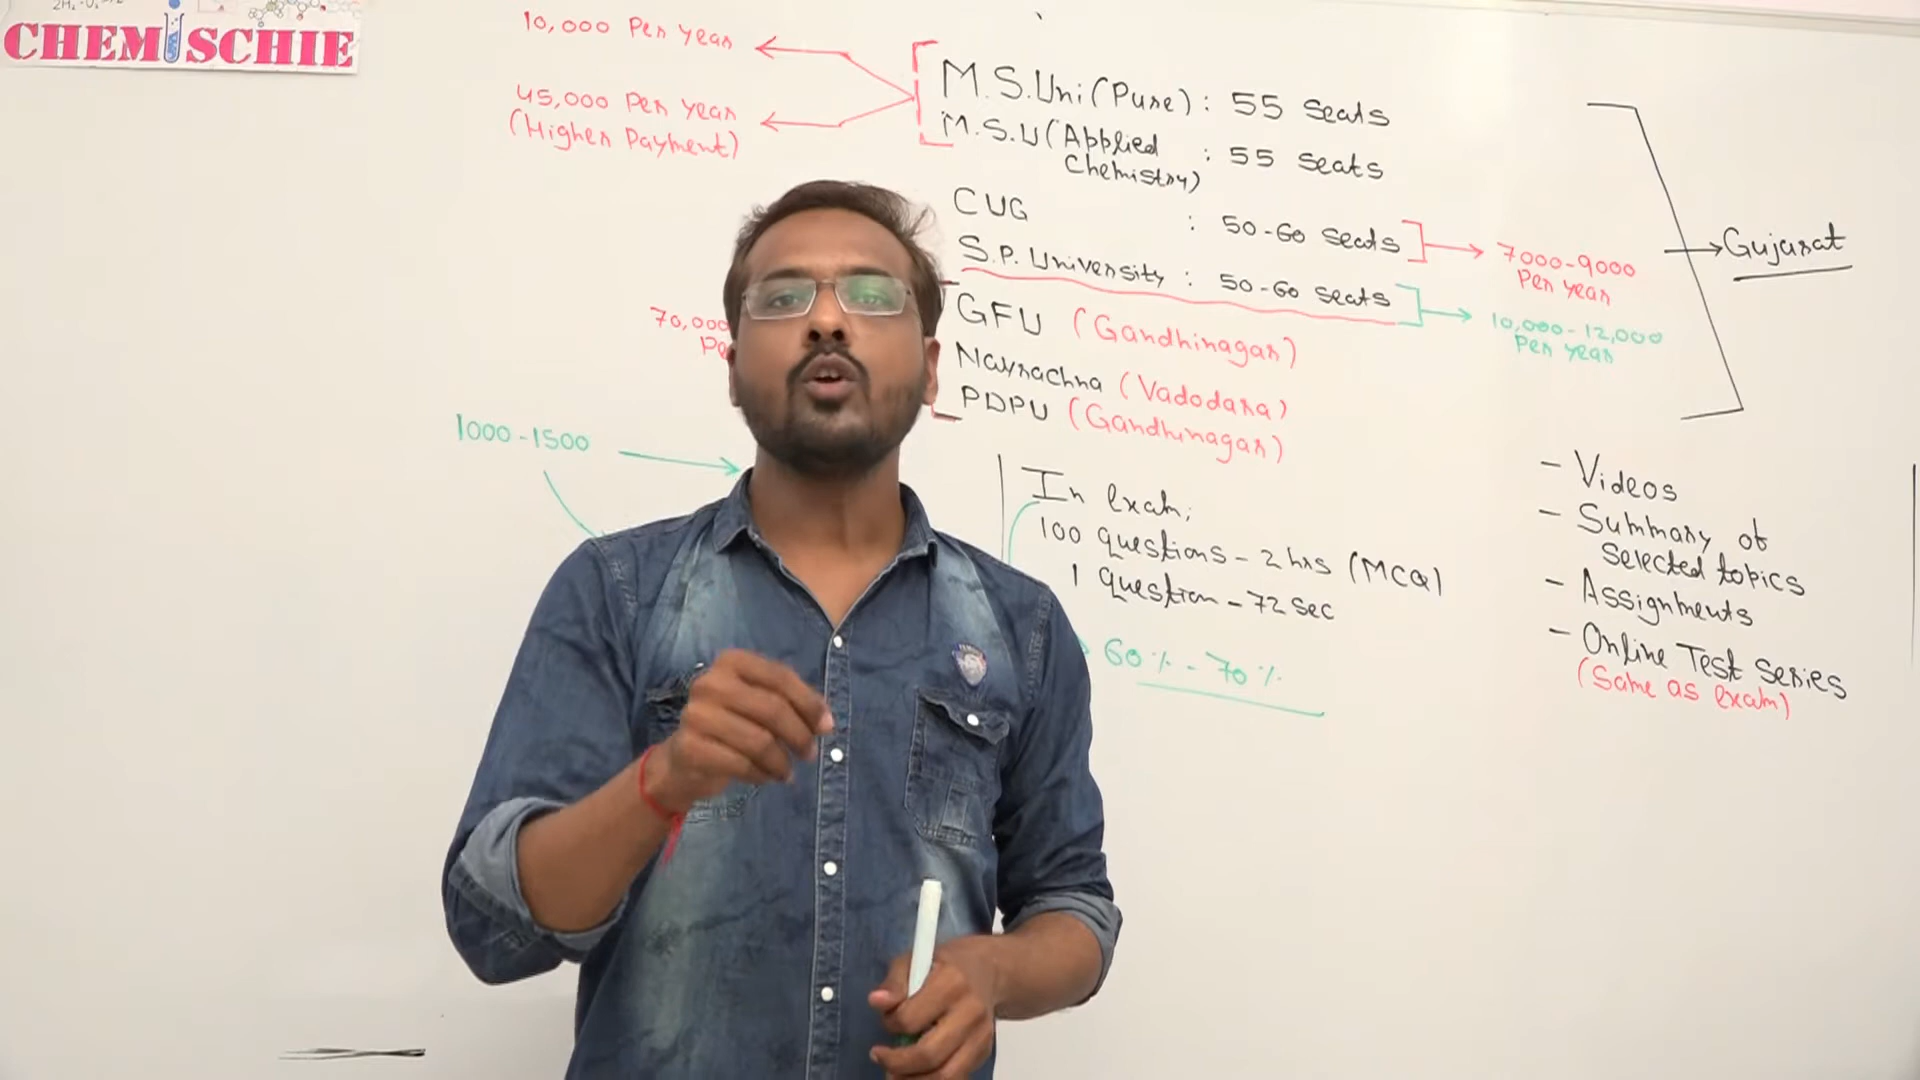 CHEMISCHIE
10,000 Per year
45,000 Per year
(Higher Payment)
M.S.Uni (Pure) : 55 Seats
M.S.U (Applied Chemistry) : 55 Seats
CUG : 50-60 Seats
7000-9000
Per year
S.P. University : 50-60 Seats
10,000-12,000
Per year
Gujarat
GFU (Gandhinagar)
Navrachna (Vadodara)
PDPU (Gandhinagar)
70,000
1000-1500
In exam;
100 questions - 2 hrs (MCQ)
1 question - 72 sec
60% - 70%
- Videos
- Summary of
selected topics
- Assignments
- Online Test series
(Same as exam)